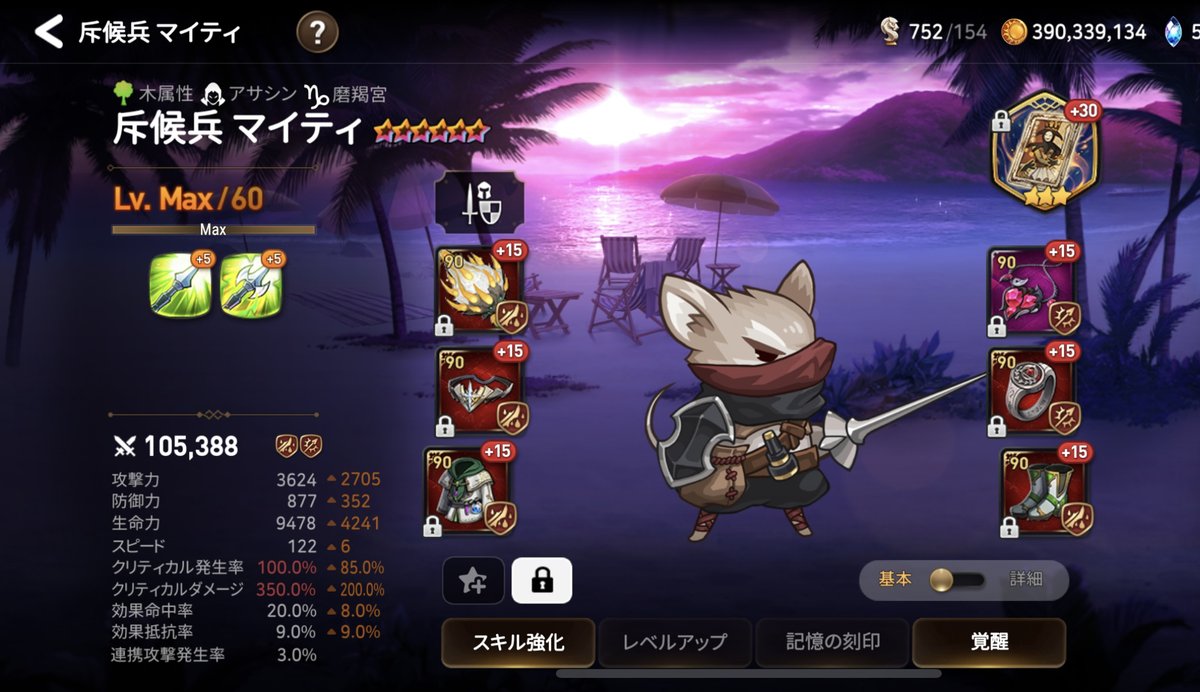 斥候兵 マイティ
?
752/154
390,339,134
5
木属性 アサシン 磨羯宮
斥候兵 マイティ
Lv. Max/60
Max
+5
+5
+30
90
+15
90
+15
90
+15
90
+15
90
+15
90
+15
105,388
攻撃力 3624 2705
防御力 877 352
生命力 9478 4241
スピード 122 6
クリティカル発生率 100.0% 85.0%
クリティカルダメージ 350.0% 200.0%
効果命中率 20.0% 8.0%
効果抵抗率 9.0% 9.0%
連携攻撃発生率 3.0%
基本 詳細
スキル強化 レベルアップ 記憶の刻印 覚醒